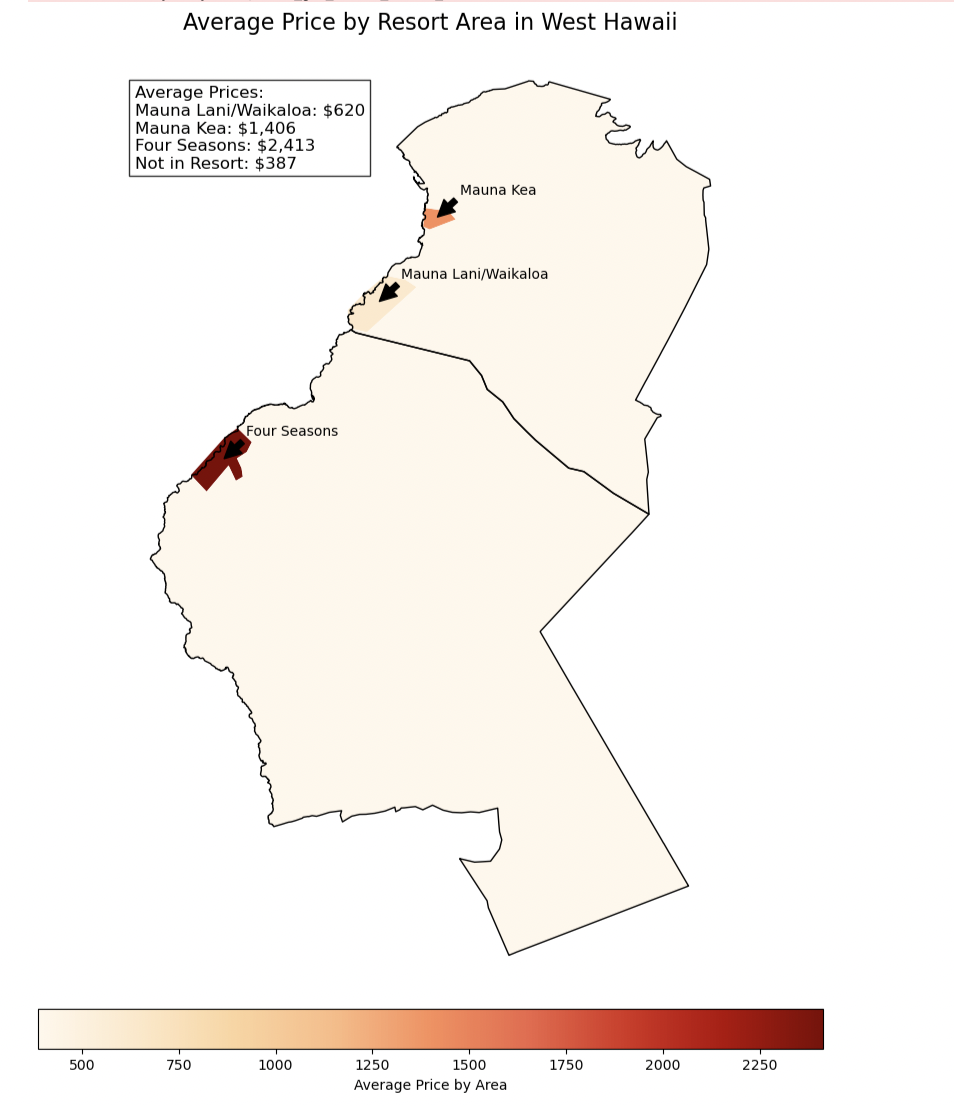 Average Price by Resort Area in West Hawaii
Average Prices:
Mauna Lani/Waikaloa: $620
Mauna Kea: $1,406
Four Seasons: $2,413
Not in Resort: $387
Mauna Kea
Mauna Lani/Waikaloa
Four Seasons
500 750 1000 1250 1500 1750 2000 2250
Average Price by Area